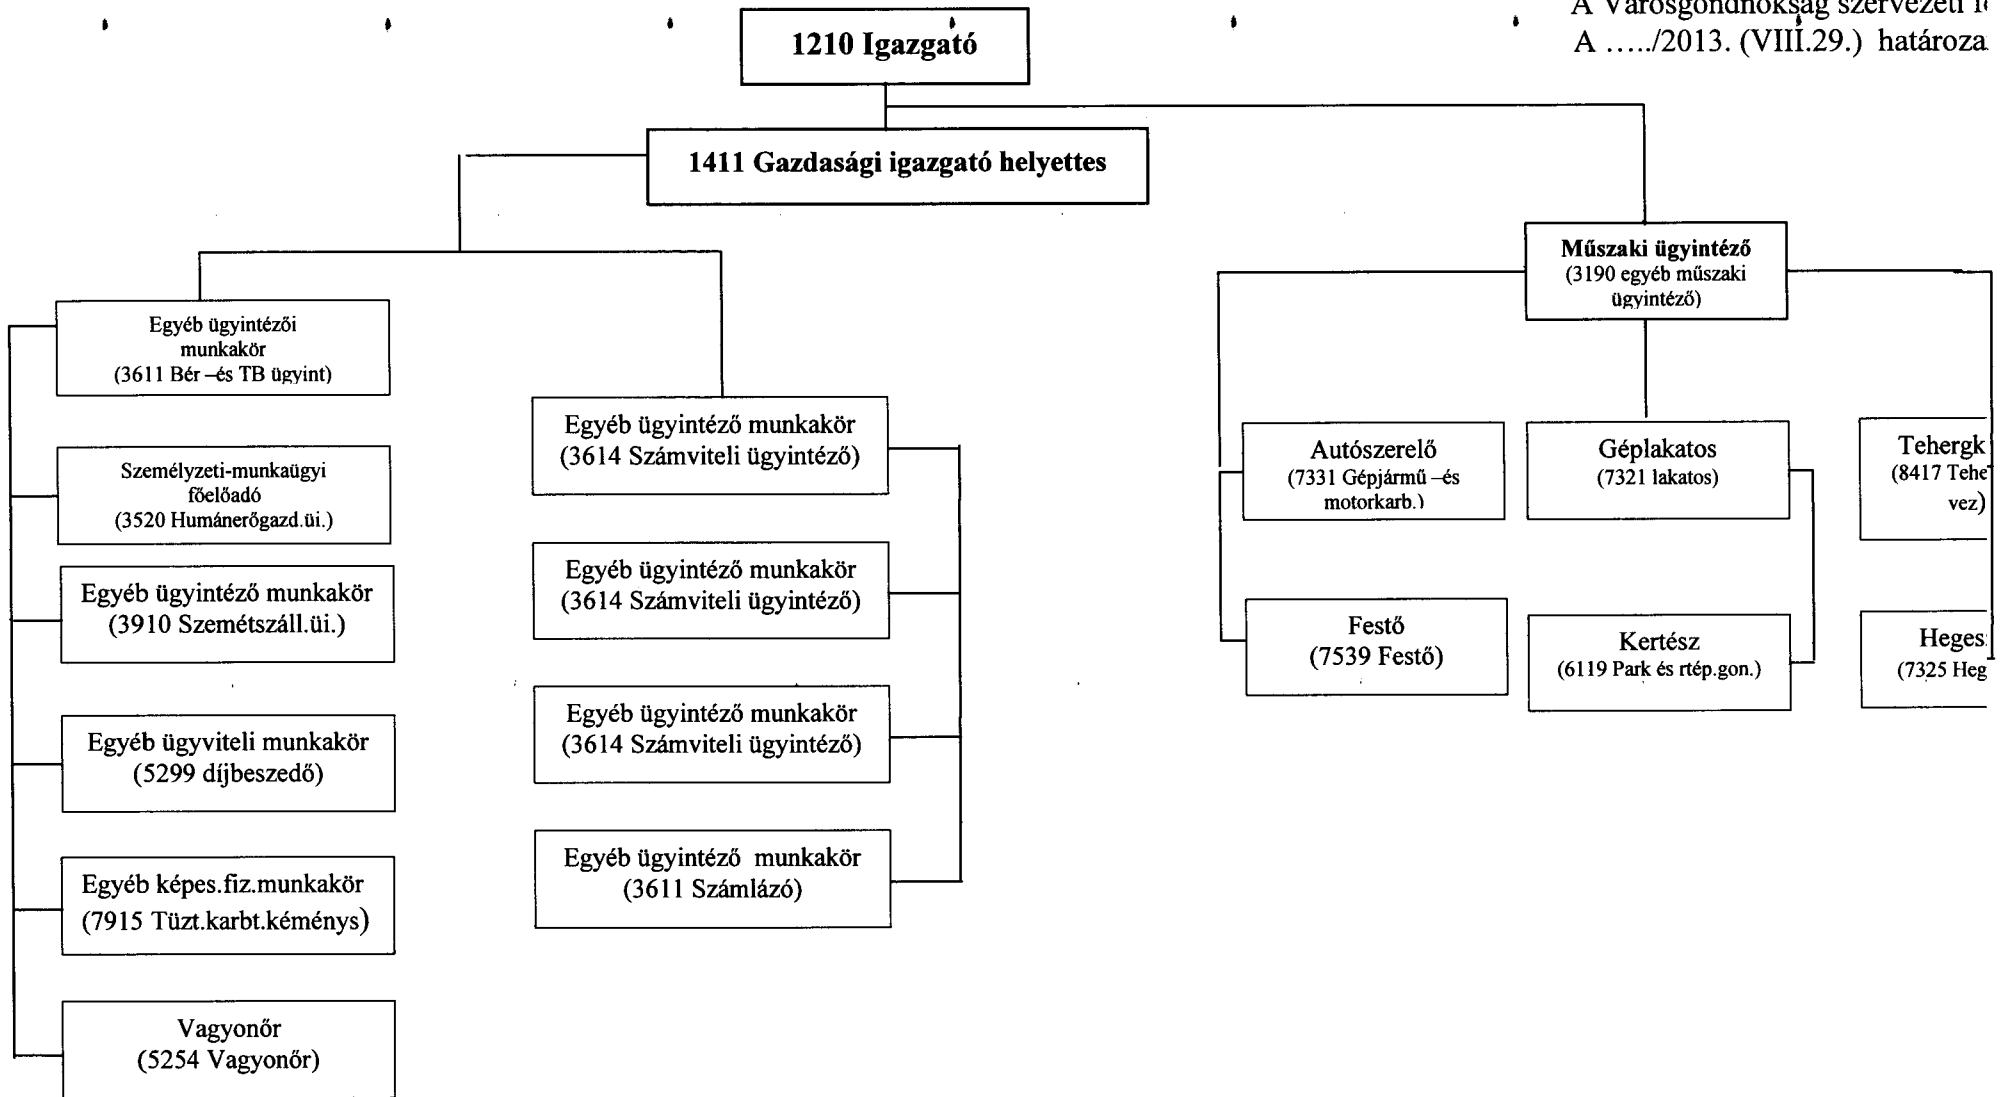 A Városgondnokság szervezeti
A …../2013. (VIII.29.)
1210 Igazgató
1411 Gazdasági igazgató helyettes
Műszaki ügyintéző
(3190 egyéb műszaki
ügyintéző)
Egyéb ügyintézői
munkakör
(3611 Bér –és TB ügyint)
Személyzeti-munkaügyi
főelőadó
(3520 Humánerőgazd.üi.)
Egyéb ügyintéző munkakör
(3910 Szemétszáll.üi.)
Egyéb ügyviteli munkakör
(5299 díjbeszedő)
Egyéb képes.fiz.munkakör
(7915 Tüzt.karbt.kéménys)
Vagyonőr
(5254 Vagyonőr)
Egyéb ügyintéző munkakör
(3614 Számviteli ügyintéző)
Egyéb ügyintéző munkakör
(3614 Számviteli ügyintéző)
Egyéb ügyintéző munkakör
(3614 Számviteli ügyintéző)
Egyéb ügyintéző munkakör
(3611 Számlázó)
Autószerelő
(7331 Gépjármű –és
motorkarb.)
Géplakatos
(7321 lakatos)
Tehergk
(8417 Tehe
vez)
Festő
(7539 Festő)
Kertész
(6119 Park és rtép.gon.)
Heges
(7325 Heg